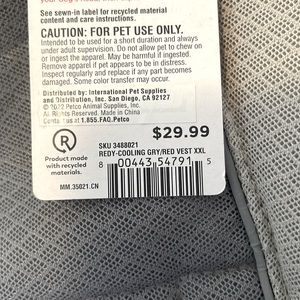 See sewn-in label for recycled material
content and care instructions.
CAUTION: FOR PET USE ONLY.
Intended to be used for a short duration and always
under adult supervision. Do not allow pet to chew on
or ingest the apparel. May be harmful if ingested.
Remove apparel if pet appears to be in distress.
Inspect regularly and replace if any part becomes
damaged. Some color transfer may occur.
Distributed by: International Pet Supplies
and Distribution, Inc. San Diego, CA 92127
© 2022 Petco Animal Supplies, Inc.
All Rights Reserved.
Contact us at 1.855.FAQ.Petco
$29.99
R
Product made
with recycled
materials.
MM.35021.CN
SKU 3488021
REDY-COOLING GRY/RED VEST XXL
8 00443 54791 5